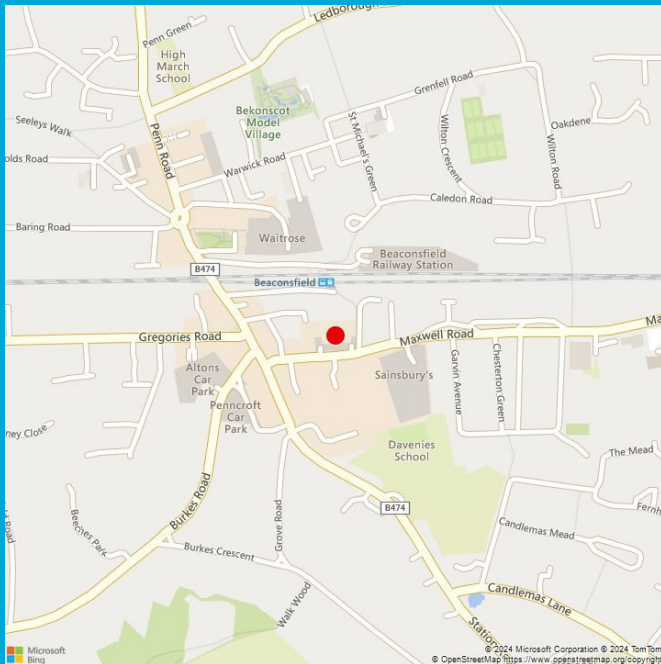 Ledborough
Penn Green
High
March
School
Grenfell Road
Bekonscot
Model
Village
Seeleys Walk
Oakdene
Penn Road
St Michael's Green
Wilton Crescent
Wilton Road
olds Road
Warwick Road
Caledon Road
Baring Road
Waitrose
Beaconsfield
Railway Station
B474
Beaconsfield
Gregories Road
Maxwell Road
Ma
Altons
Car
Park
Sainsbury's
Garvin Avenue
Chesterton Green
Penncroft
Car
Park
ney Close
Davenies
School
The Mead
Burkes Road
Grove Road
B474
Fernh
d Road
Beeches Park
Candlemas Mead
Burkes Crescent
Walk Wood
Candlemas Lane
Station
Microsoft
Bing
© 2024 Microsoft Corporation © 2024 TomTom
© OpenStreetMap https://www.openstreetmap.org/copyright